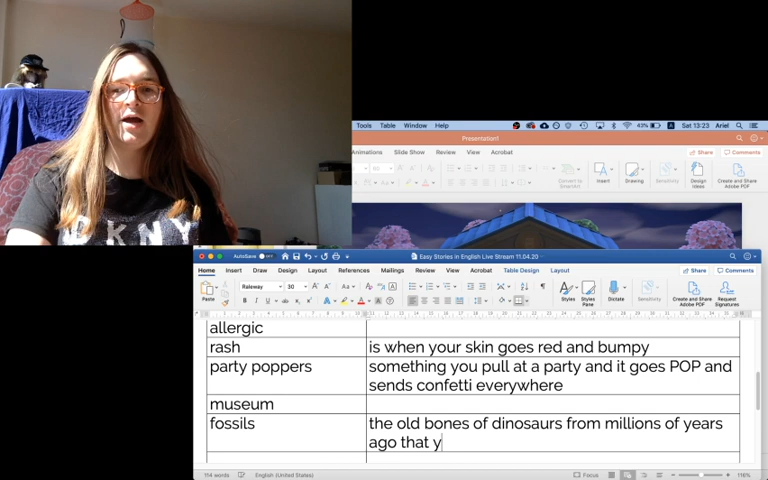 DKNY
Tools Table Window Help 43% Sat 13:23 Ariel
Presentation1
Animations Slide Show Review View Acrobat Share Comments
Convert to SmartArt Insert Drawing Sensitivity Design Ideas Create and Share Adobe PDF
AutoSave OFF Easy Stories in English Live Stream 11.04.20
Home Insert Draw Design Layout References Mailings Review View Acrobat Table Design Layout Share Comments
Paste Raleway 30 Styles Styles Pane Dictate Sensitivity Create and Share Adobe PDF Request Signatures
allergic
rash is when your skin goes red and bumpy
party poppers something you pull at a party and it goes POP and
sends confetti everywhere
museum
fossils the old bones of dinosaurs from millions of years
ago that y
114 words English (United States) Focus 116%